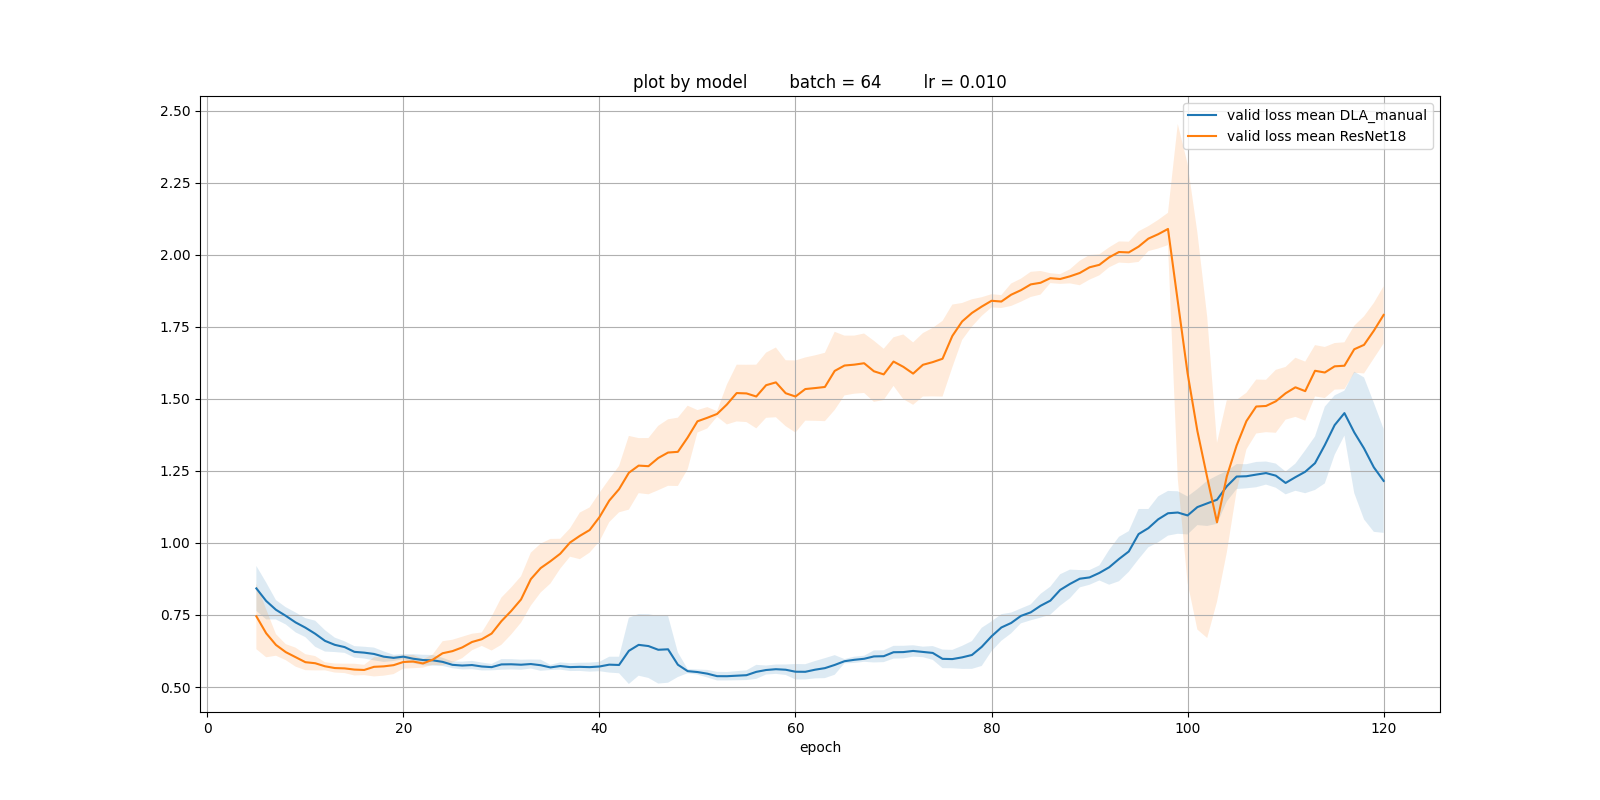 plot by model batch = 64 lr = 0.010
valid loss mean DLA_manual
valid loss mean ResNet18
2.50
2.25
2.00
1.75
1.50
1.25
1.00
0.75
0.50
0 20 40 60 80 100 120
epoch